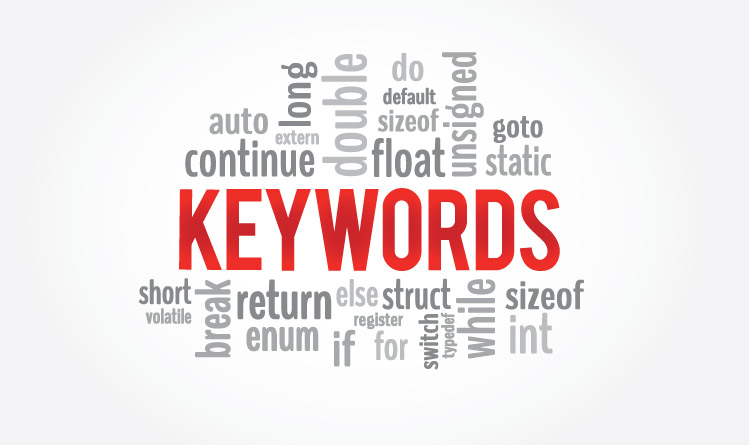 long
double
do
unsigned
default
auto
extern
sizeof
goto
continue
float
static
KEYWORDS
short
volatile
break
return
else
struct
while
sizeof
enum
register
if
for
switch
typedef
int